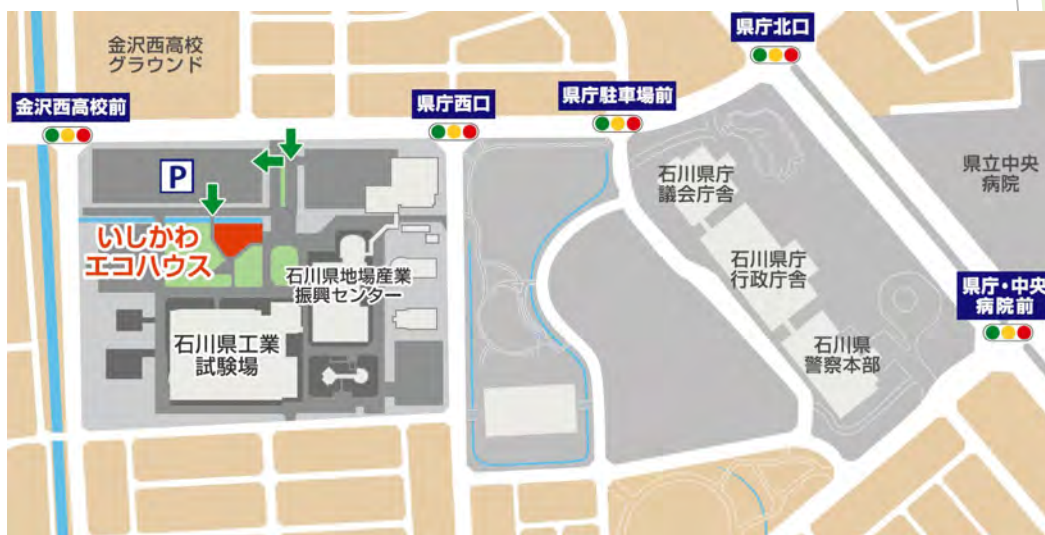 県庁北口
金沢西高校
グラウンド
金沢西高校前
県庁西口
県庁駐車場前
P
石川県庁
議会庁舎
県立中央
病院
いしかわ
エコハウス
石川県地場産業
振興センター
石川県庁
行政庁舎
県庁・中央
病院前
石川県工業
試験場
石川県
警察本部